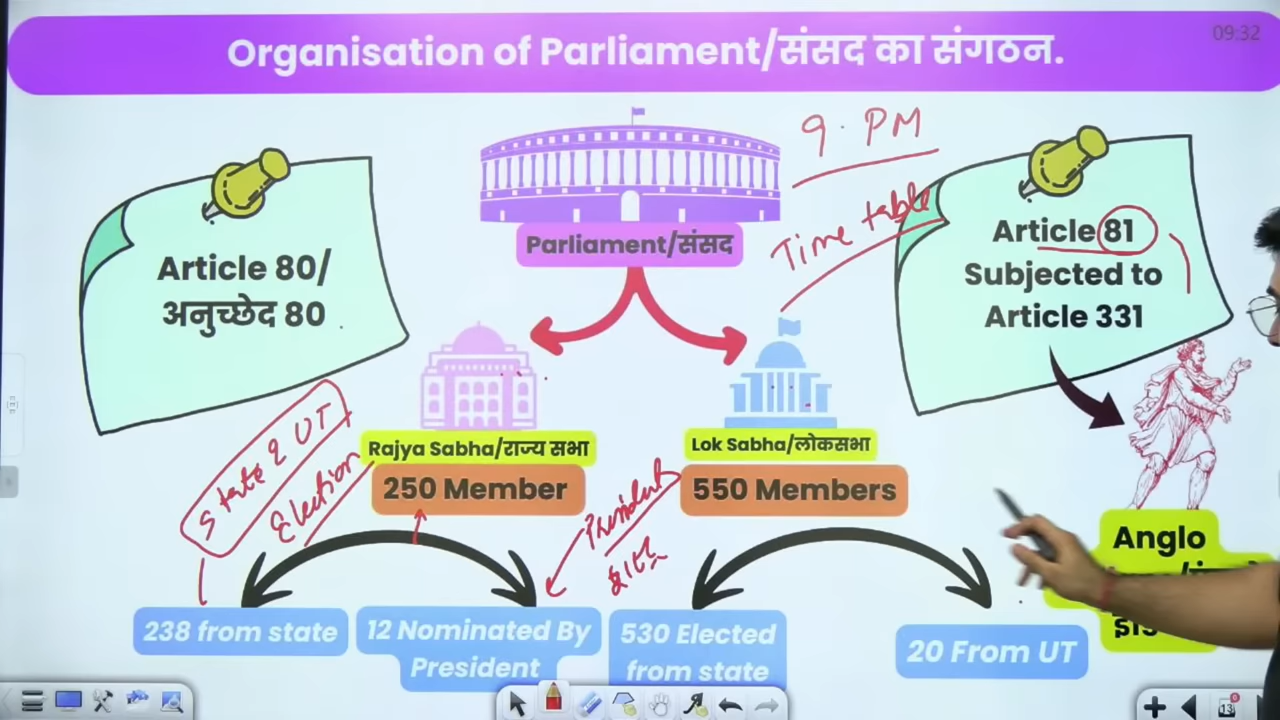 Organisation of Parliament/संसद का संगठन.
09:32
9. PM
Time table
Parliament/संसद
Article 80/
अनुच्छेद 80
Article 81
Subjected to
Article 331
State & UT
Election
Rajya Sabha/राज्य सभा
250 Member
President
द्वारा
Lok Sabha/लोकसभा
550 Members
Anglo
238 from state
12 Nominated By
President
530 Elected
from state
20 From UT
13